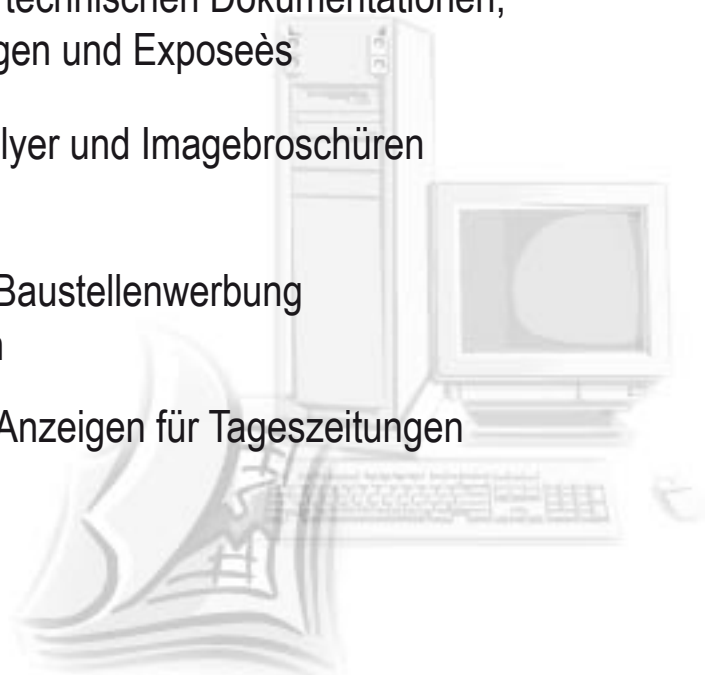 technischen Dokumentationen,
gen und Exposeès
lyer und Imagebroschüren
Baustellenwerbung
n
Anzeigen für Tageszeitungen